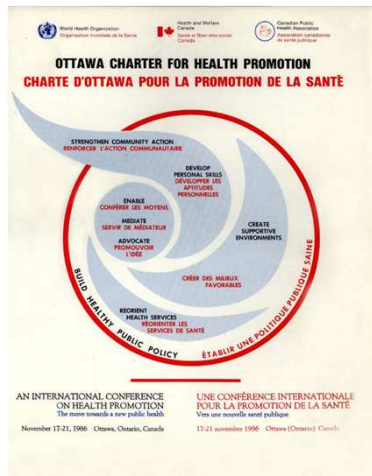 World Health Organization
Organisation mondiale de la Santé
Health and Welfare
Canada
Santé et Bien-être social
Canada
Canadian Public
Health Association
Association canadienne
de santé publique
OTTAWA CHARTER FOR HEALTH PROMOTION
CHARTE D'OTTAWA POUR LA PROMOTION DE LA SANTÉ
STRENGTHEN COMMUNITY ACTION
RENFORCER L'ACTION COMMUNAUTAIRE
DEVELOP
PERSONAL SKILLS
DÉVELOPPER LES
APTITUDES
PERSONNELLES
ENABLE
CONFÉRER LES MOYENS
MEDIATE
SERVIR DE MÉDIATEUR
ADVOCATE
PROMOUVOIR
L'IDÉE
CREATE
SUPPORTIVE
ENVIRONMENTS
CRÉER DES MILIEUX
FAVORABLES
REORIENT
HEALTH SERVICES
RÉORIENTER LES
SERVICES DE SANTÉ
BUILD HEALTHY PUBLIC POLICY
ÉTABLIR UNE POLITIQUE PUBLIQUE SAINE
AN INTERNATIONAL CONFERENCE
ON HEALTH PROMOTION
The move towards a new public health
November 17-21, 1986 Ottawa, Ontario, Canada
UNE CONFÉRENCE INTERNATIONALE
POUR LA PROMOTION DE LA SANTÉ
Vers une nouvelle santé publique
17-21 novembre 1986 Ottawa (Ontario) Canada